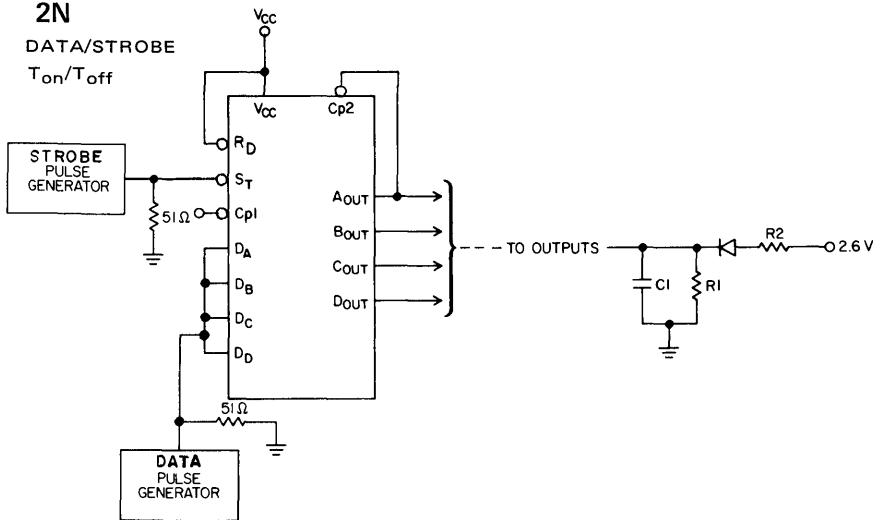 2N
DATA/STROBE
Ton/Toff
VCC
VCC
Cp2
RD
STROBE
PULSE
GENERATOR
ST
51Ω
Cp1
AOUT
BOUT
COUT
DOUT
DA
DB
DC
DD
TO OUTPUTS
C1
R1
R2
2.6 V
51Ω
DATA
PULSE
GENERATOR